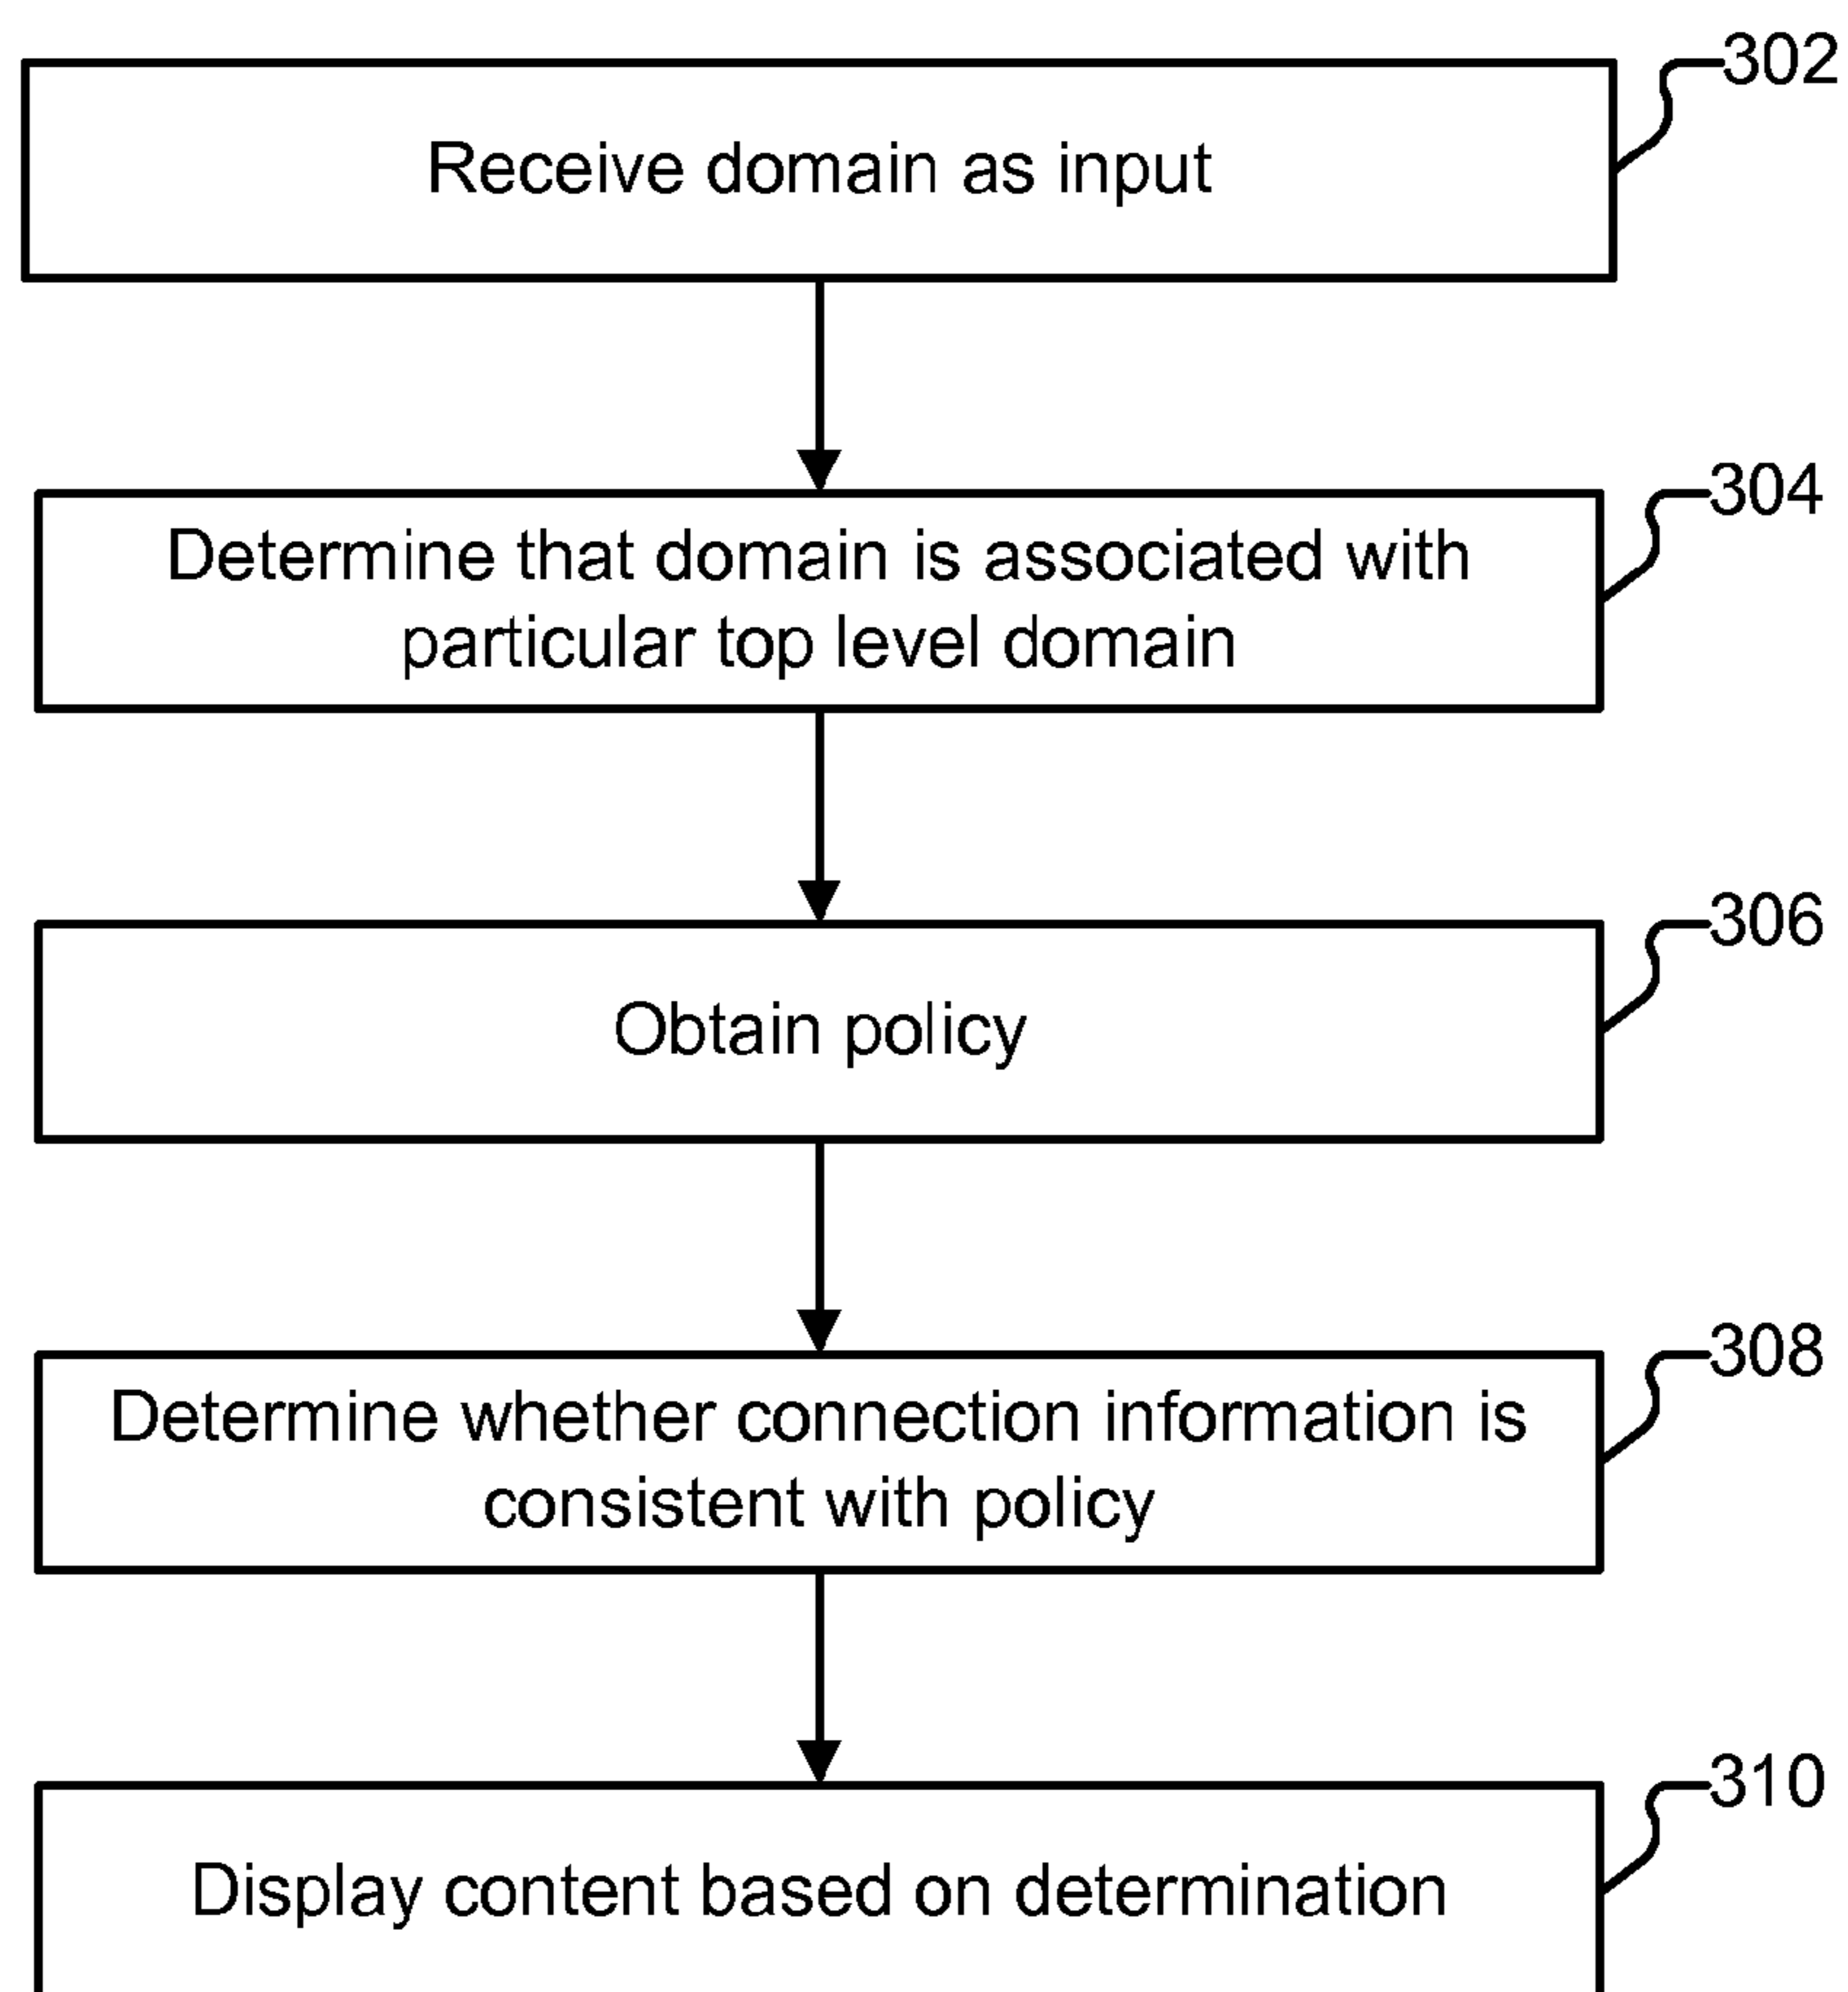 302
Receive domain as input
304
Determine that domain is associated with
particular top level domain
306
Obtain policy
308
Determine whether connection information is
consistent with policy
310
Display content based on determination